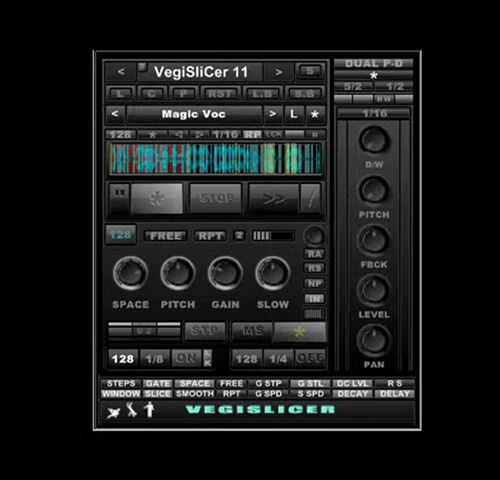 < VegiSliCer 11 > S
DUAL P-D
*
L C P RST L.B S.B
5/2 1/2
< Magic Voc > L *
1/16
128 * 1/16 RP LCK
D/W
* STOP >> /
PITCH
128 FREE RPT 2
RA
FBCK
RS
NP
IN
SPACE PITCH GAIN SLOW
LEVEL
STP MS *
128 1/8 ON 128 1/4 OFF
PAN
STEPS GATE SPACE FREE G STP G STL DC LVL R S
WINDOW SLICE SMOOTH RPT G SPD S SPD DECAY DELAY
VEGISLICER